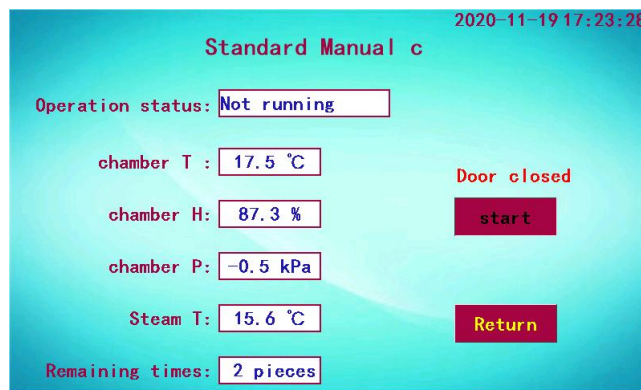 2020-11-19 17:23:28
Standard Manual c
Operation status: Not running
chamber T : 17.5 ℃
Door closed
chamber H: 87.3 %
start
chamber P: -0.5 kPa
Steam T: 15.6 ℃
Return
Remaining times: 2 pieces